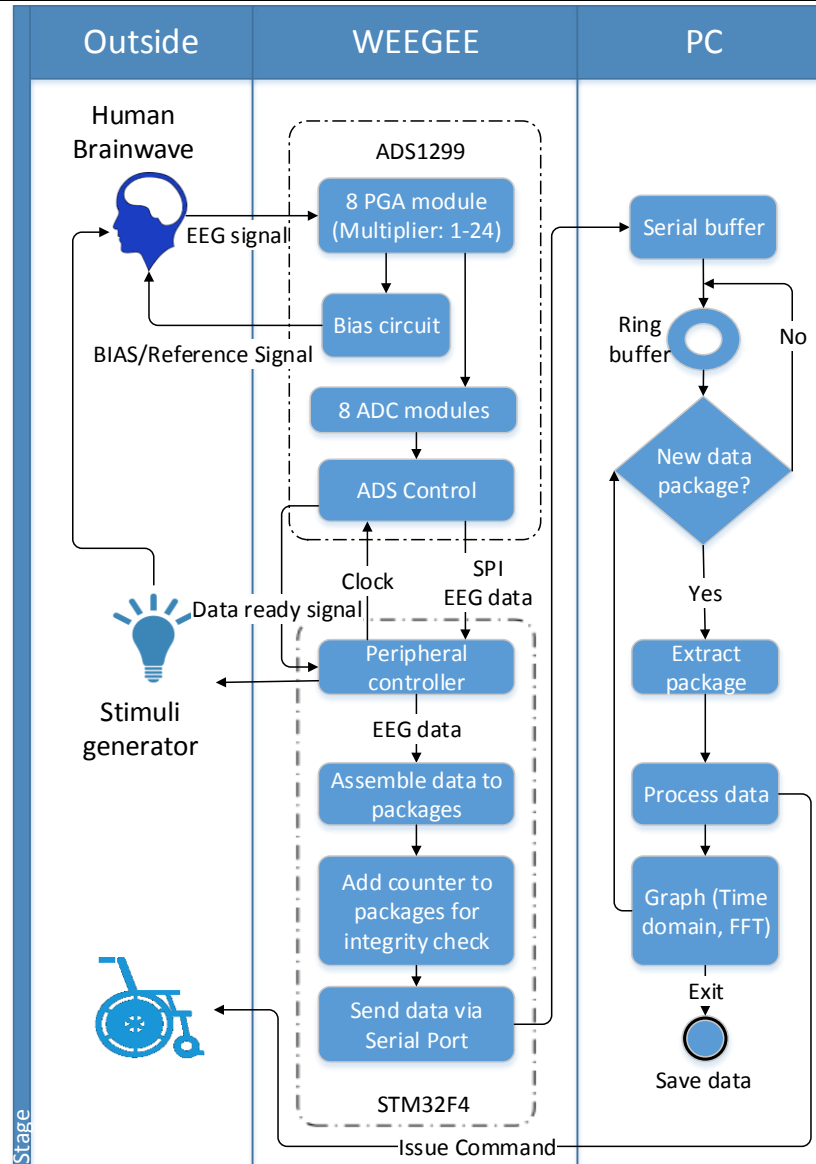 Outside
WEEGEE
PC
Human
Brainwave
EEG signal
BIAS/Reference Signal
Stimuli
generator
ADS1299
8 PGA module
(Multiplier: 1-24)
Bias circuit
8 ADC modules
ADS Control
Clock
SPI
EEG data
Data ready signal
Peripheral
controller
EEG data
Assemble data to
packages
Add counter to
packages for
integrity check
Send data via
Serial Port
STM32F4
Serial buffer
Ring
buffer
No
New data
package?
Yes
Extract
package
Process data
Graph (Time
domain, FFT)
Exit
Save data
Issue Command
Stage